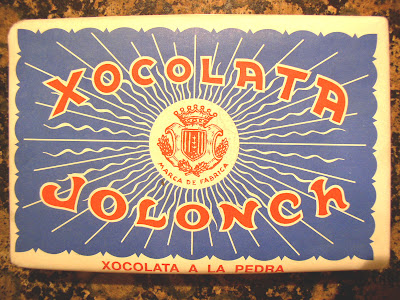 XOCOLATA
MARCA DE FABRICA
JOLONCH
XOCOLATA A LA PEDRA